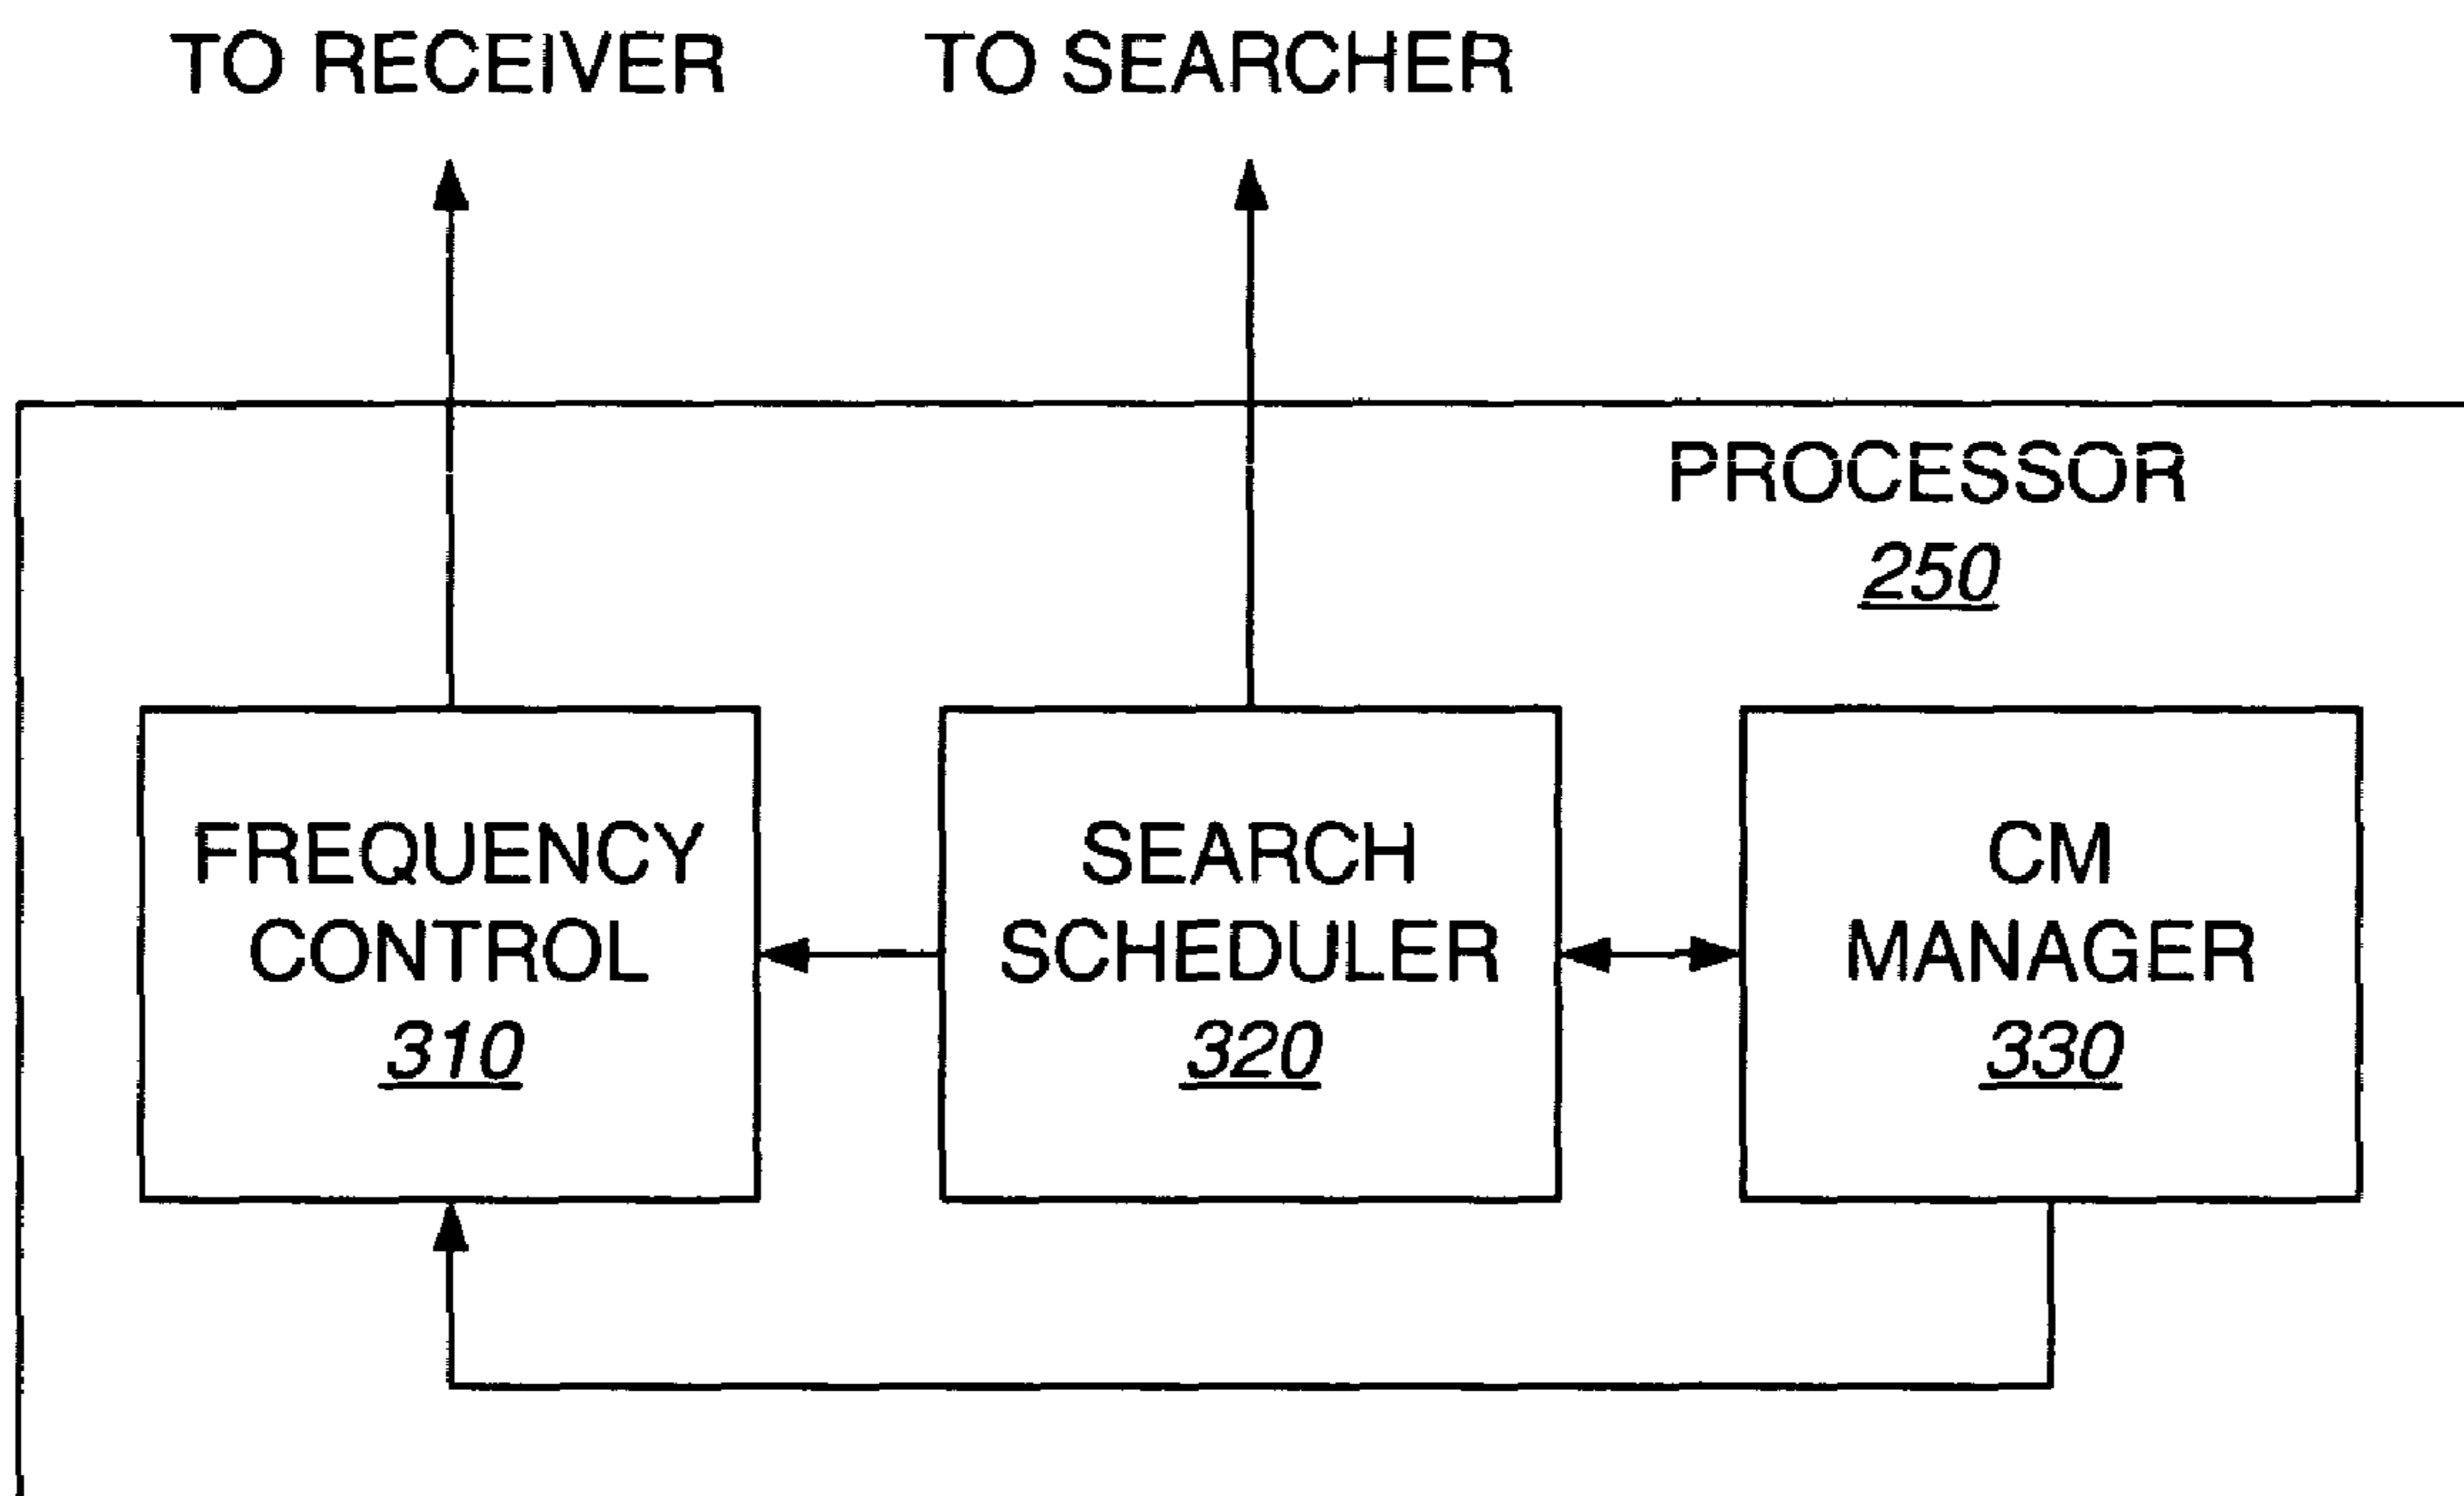 TO RECEIVER
TO SEARCHER
PROCESSOR
250
FREQUENCY
CONTROL
310
SEARCH
SCHEDULER
320
CM
MANAGER
330